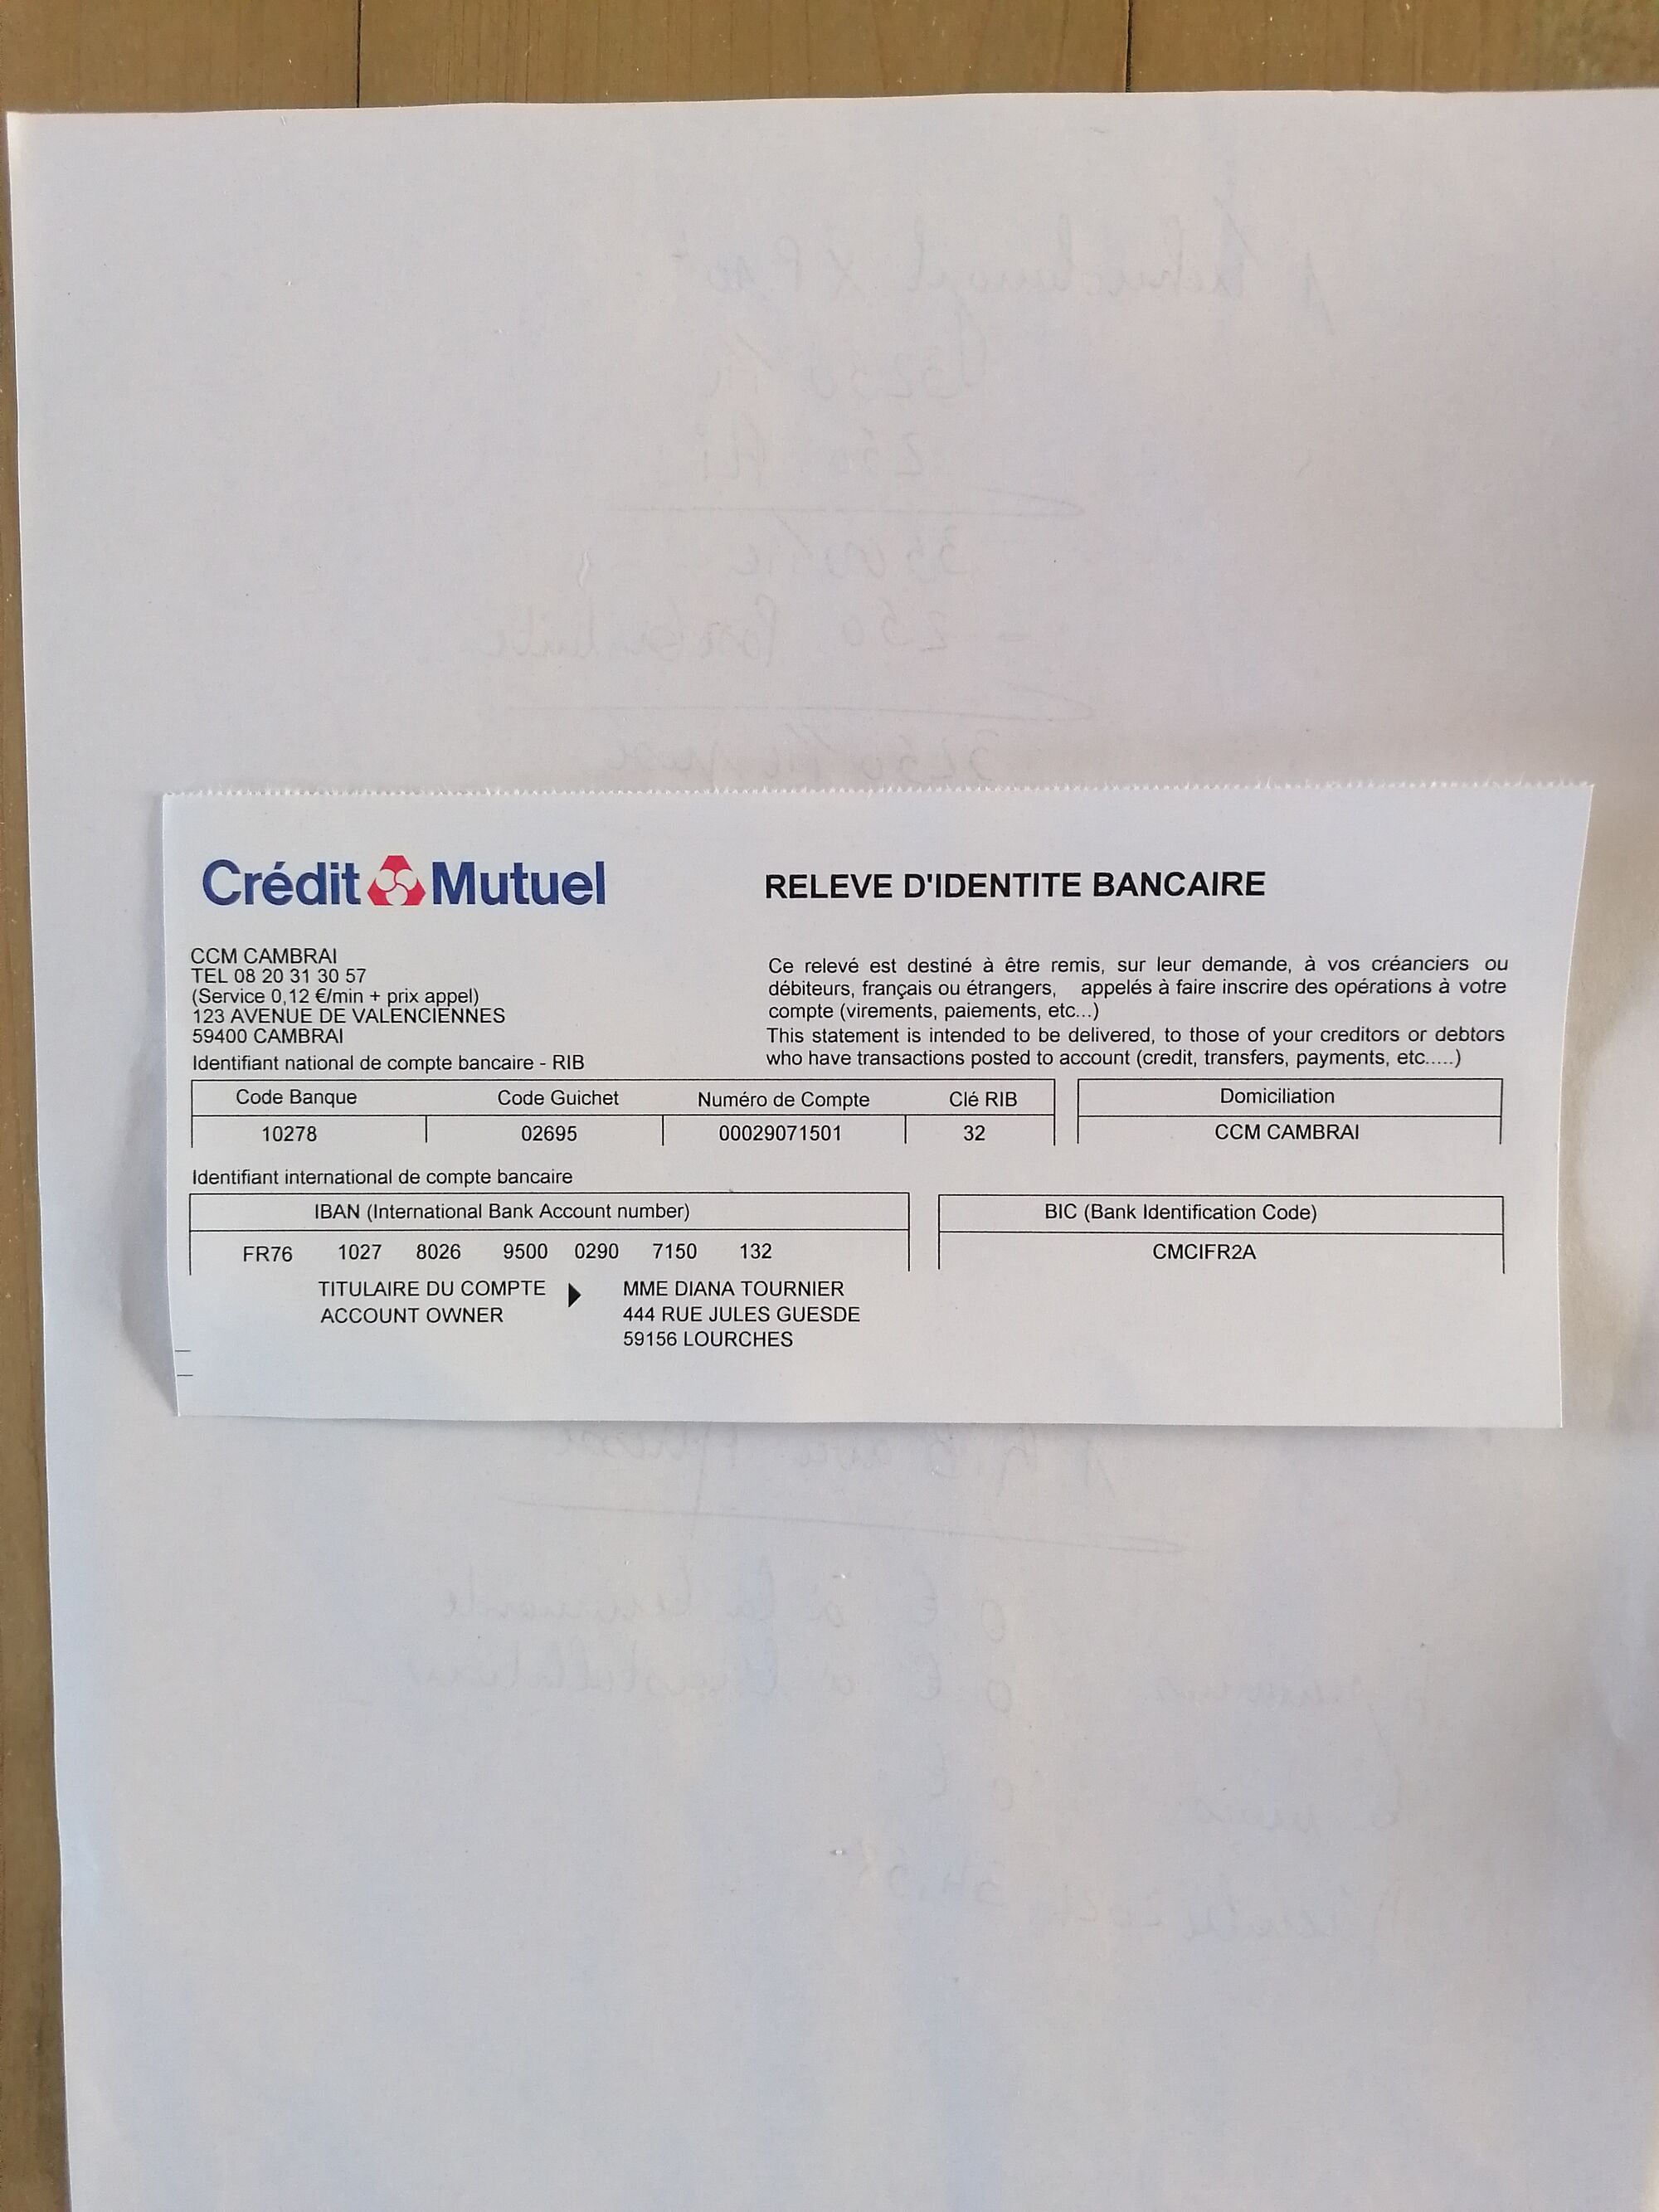 Crédit Mutuel
RELEVE D'IDENTITE BANCAIRE
CCM CAMBRAI
TEL 08 20 31 30 57
(Service 0,12 €/min + prix appel)
123 AVENUE DE VALENCIENNES
59400 CAMBRAI
Ce relevé est destiné à être remis, sur leur demande, à vos créanciers ou
débiteurs, français ou étrangers, appelés à faire inscrire des opérations à votre
compte (virements, paiements, etc...)
This statement is intended to be delivered, to those of your creditors or debtors
who have transactions posted to account (credit, transfers, payments, etc.....)
Identifiant national de compte bancaire - RIB
Code Banque Code Guichet Numéro de Compte Clé RIB Domiciliation
10278 02695 00029071501 32 CCM CAMBRAI
Identifiant international de compte bancaire
IBAN (International Bank Account number) BIC (Bank Identification Code)
FR76 1027 8026 9500 0290 7150 132 CMCIFR2A
TITULAIRE DU COMPTE MME DIANA TOURNIER
ACCOUNT OWNER 444 RUE JULES GUESDE
59156 LOURCHES